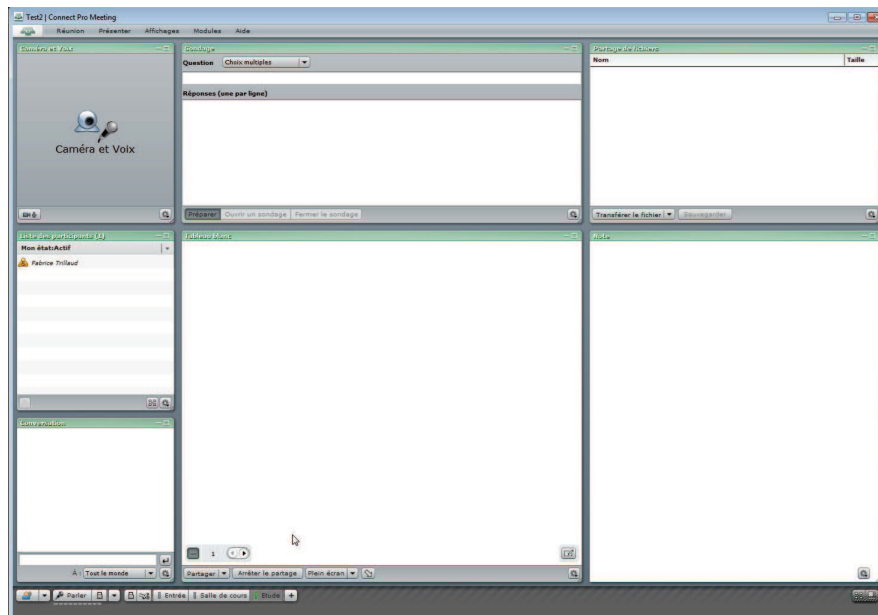 Test2 | Connect Pro Meeting
Réunion Présenter Affichages Modules Aide
Caméra et Voix
Caméra et Voix
Sondage
Question Choix multiples
Réponses (une par ligne)
Préparer Ouvrir un sondage Fermer le sondage
Partage de fichiers
Nom Taille
Transférer le fichier Sauvegarder
Liste des participants (1)
Mon état:Actif
Fabrice Trillaud
Conversation
À : Tout le monde
Tableau blanc
1
Partager Arrêter le partage Plein écran
Note
Parler Entrée Salle de cours Etude